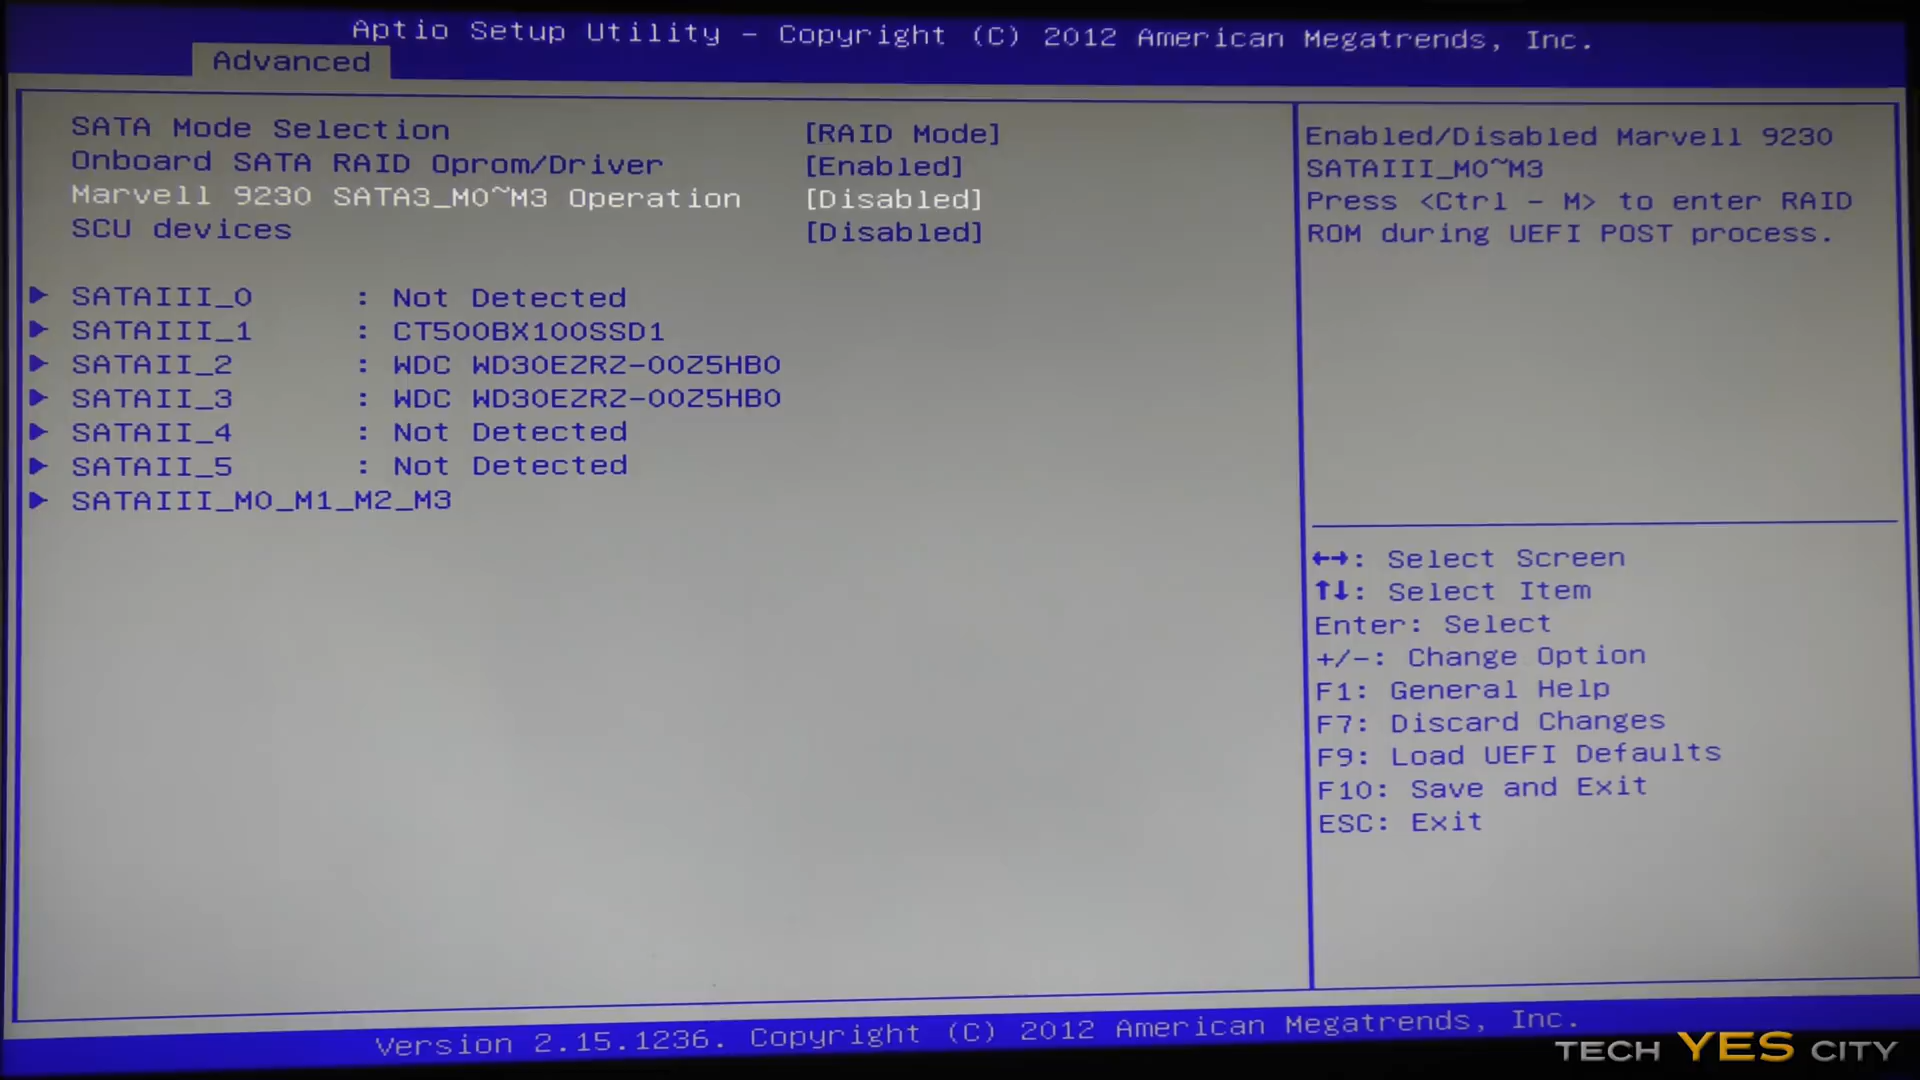 Aptio Setup Utility - Copyright (C) 2012 American Megatrends, Inc.
Advanced
SATA Mode Selection [RAID Mode]
Onboard SATA RAID Oprom/Driver [Enabled]
Marvell 9230 SATA3_M0~M3 Operation [Disabled]
SCU devices [Disabled]
SATAIII_0 : Not Detected
SATAIII_1 : CT500BX100SSD1
SATAII_2 : WDC WD30EZRZ-00Z5HB0
SATAII_3 : WDC WD30EZRZ-00Z5HB0
SATAII_4 : Not Detected
SATAII_5 : Not Detected
SATAIII_M0_M1_M2_M3
Enabled/Disabled Marvell 9230
SATAIII_M0~M3
Press <Ctrl - M> to enter RAID
ROM during UEFI POST process.
←→: Select Screen
↑↓: Select Item
Enter: Select
+/-: Change Option
F1: General Help
F7: Discard Changes
F9: Load UEFI Defaults
F10: Save and Exit
ESC: Exit
Version 2.15.1236. Copyright (C) 2012 American Megatrends, Inc.
TECH YES CITY